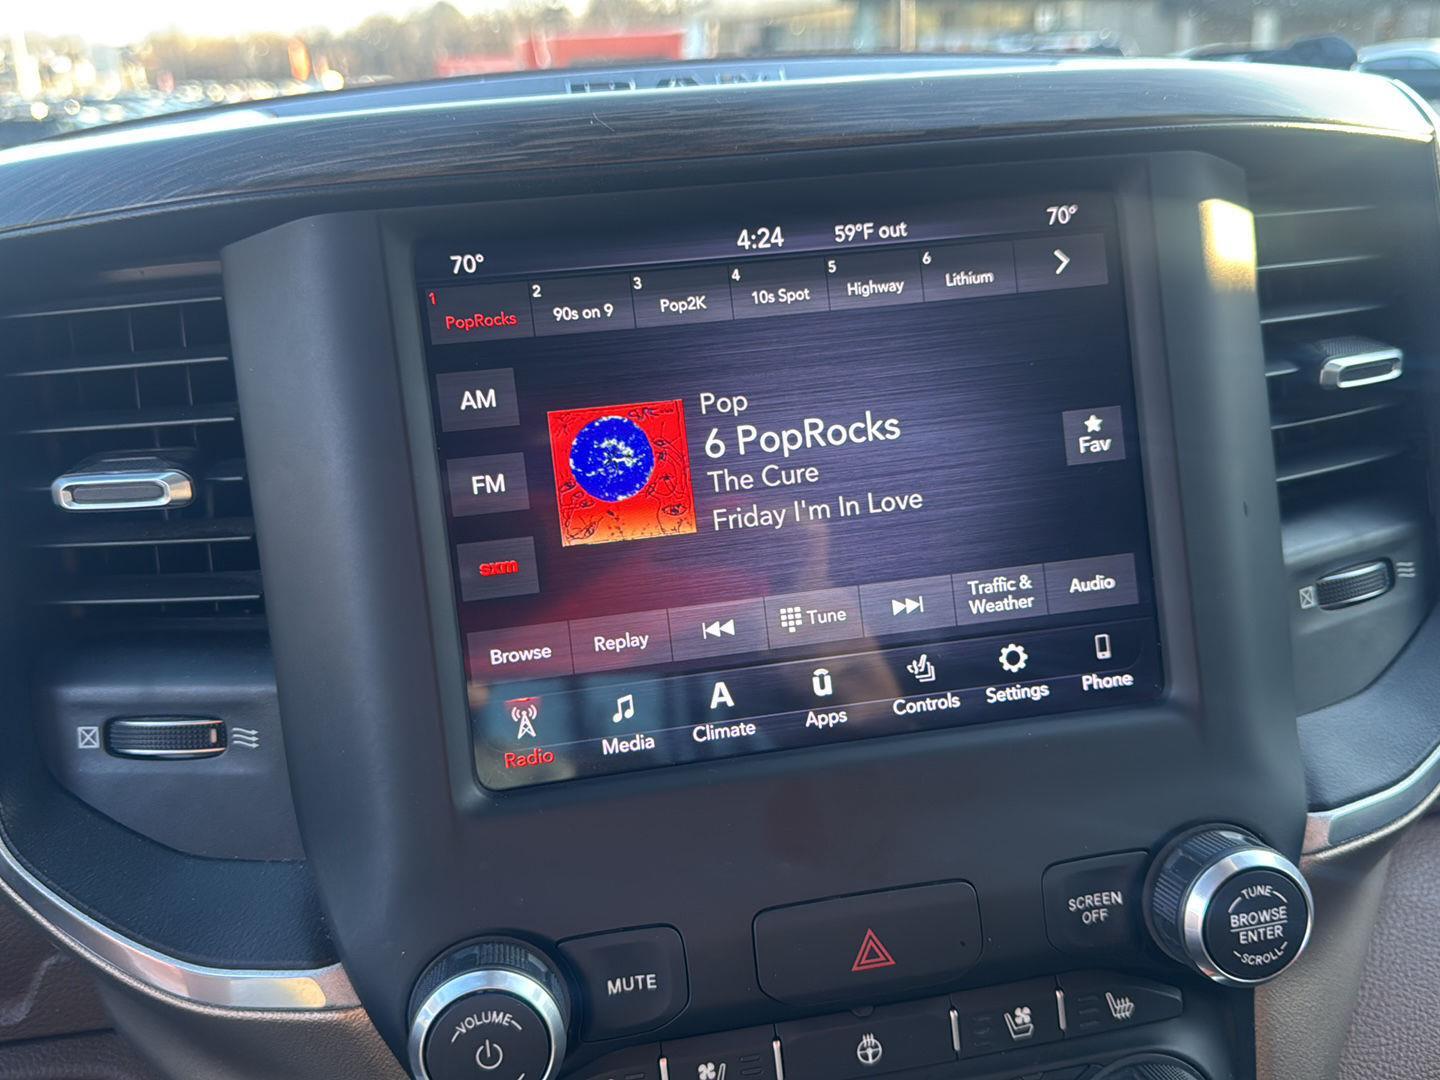 RAM
70°
4:24
59°F out
70°
1 PopRocks
2 90s on 9
3 Pop2K
4 10s Spot
5 Highway
6 Lithium
AM
FM
sxm
Pop
6 PopRocks
The Cure
Friday I'm In Love
Fav
Browse
Replay
Tune
Traffic &
Weather
Audio
Radio
Media
A
Climate
ū
Apps
Controls
Settings
Phone
VOLUME
MUTE
SCREEN
OFF
TUNE
BROWSE
ENTER
SCROLL